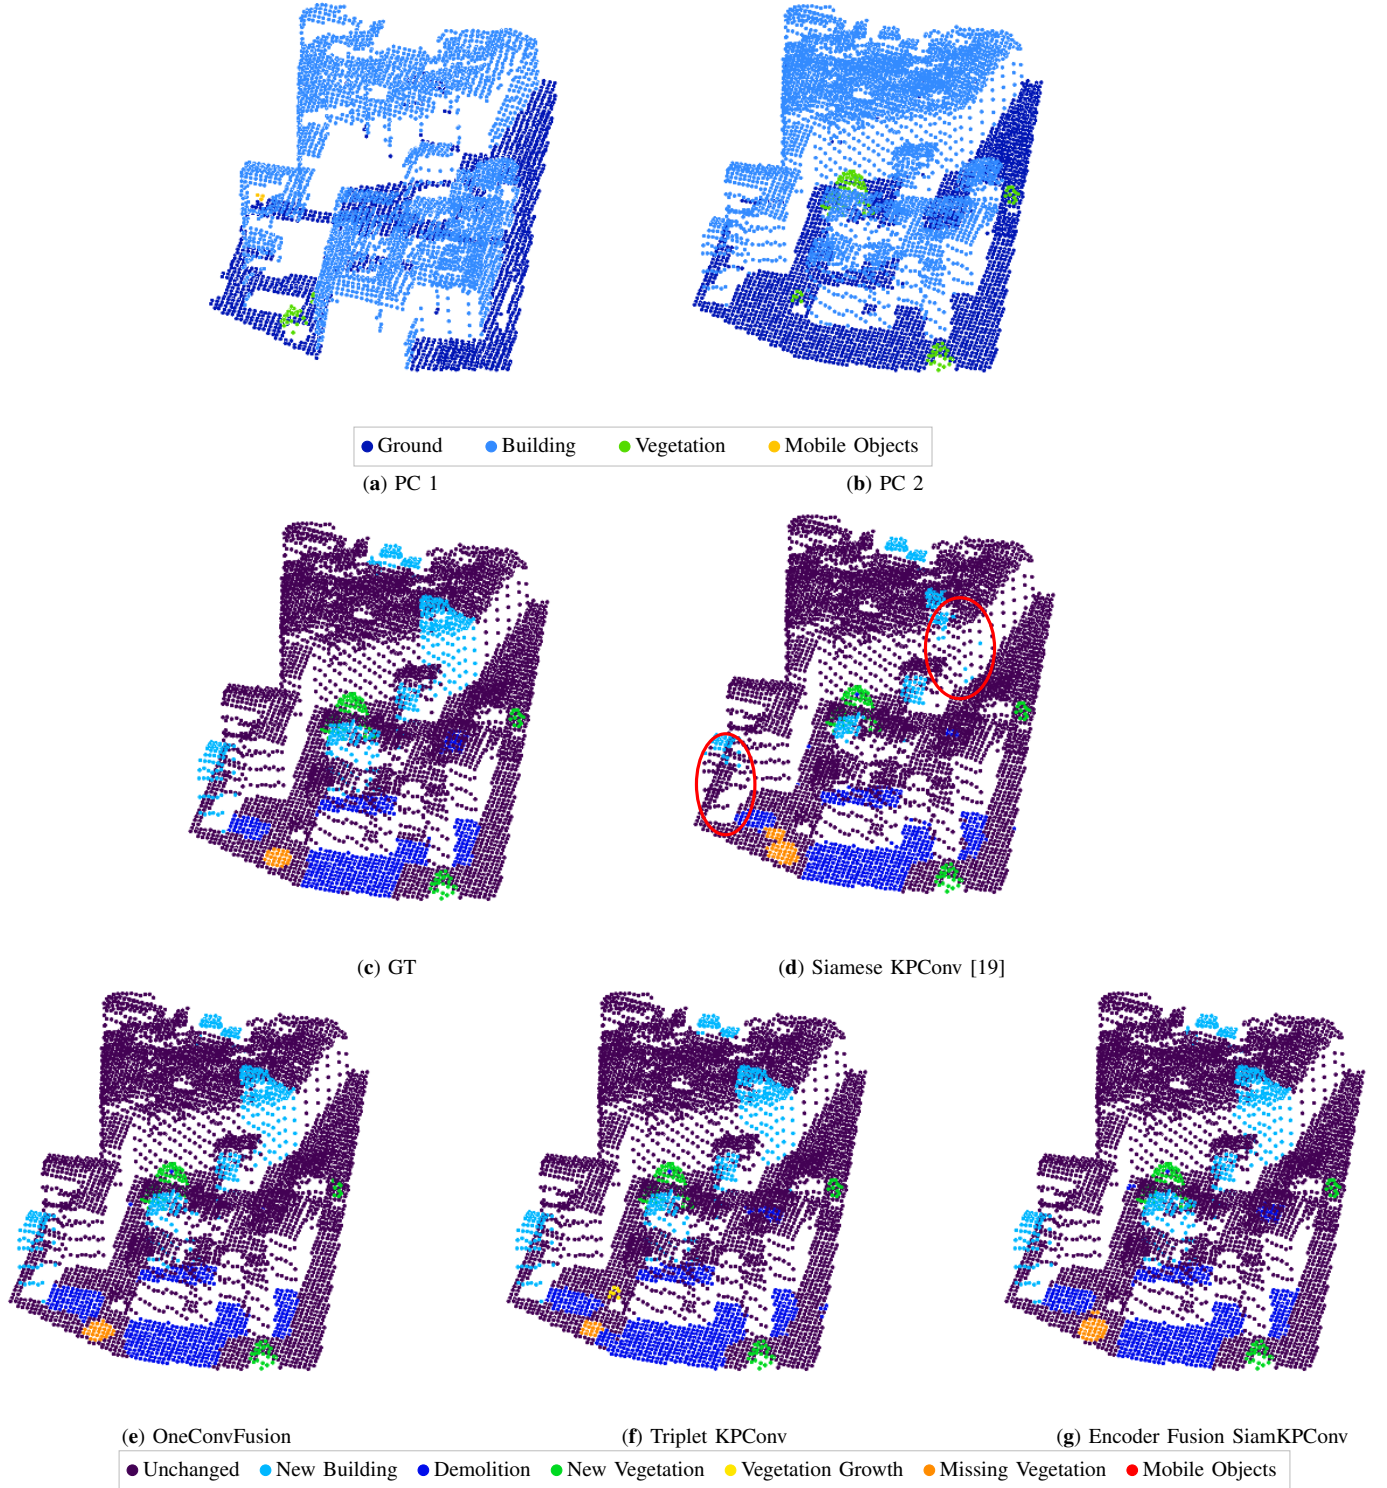 Ground Building Vegetation Mobile Objects
(a) PC 1 (b) PC 2
(c) GT (d) Siamese KPConv [19]
(e) OneConvFusion (f) Triplet KPConv (g) Encoder Fusion SiamKPConv
Unchanged New Building Demolition New Vegetation Vegetation Growth Missing Vegetation Mobile Objects